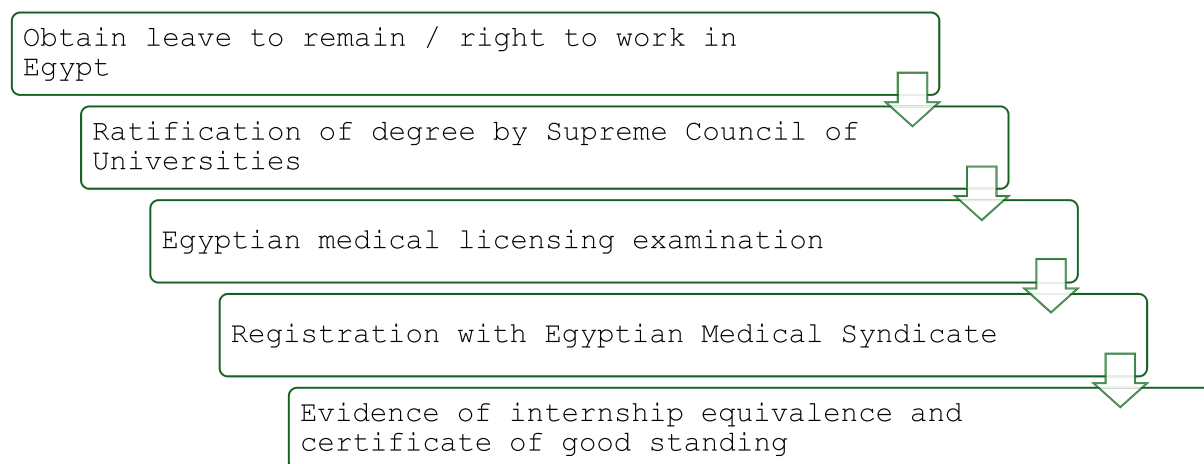 Obtain leave to remain / right to work in
Egypt
Ratification of degree by Supreme Council of
Universities
Egyptian medical licensing examination
Registration with Egyptian Medical Syndicate
Evidence of internship equivalence and
certificate of good standing